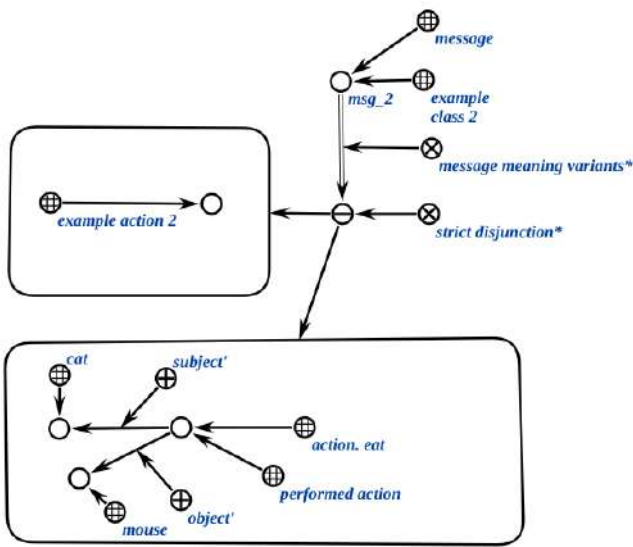 message
msg_2
example
class 2
message meaning variants*
example action 2
strict disjunction*
cat
subject'
action. eat
performed action
object'
mouse